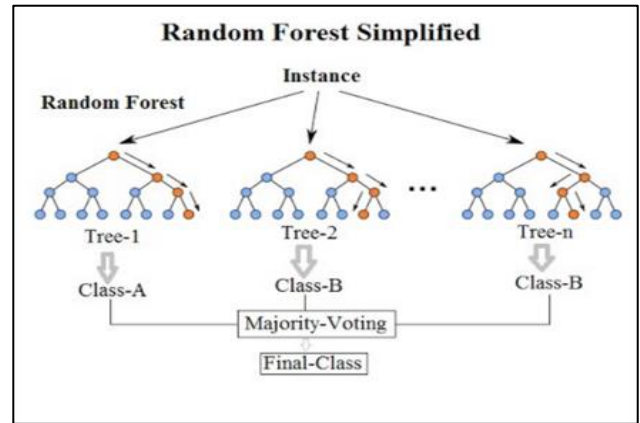 Random Forest Simplified
Instance
Random Forest
...
Tree-1
Tree-2
Tree-n
Class-A
Class-B
Class-B
Majority-Voting
Final-Class